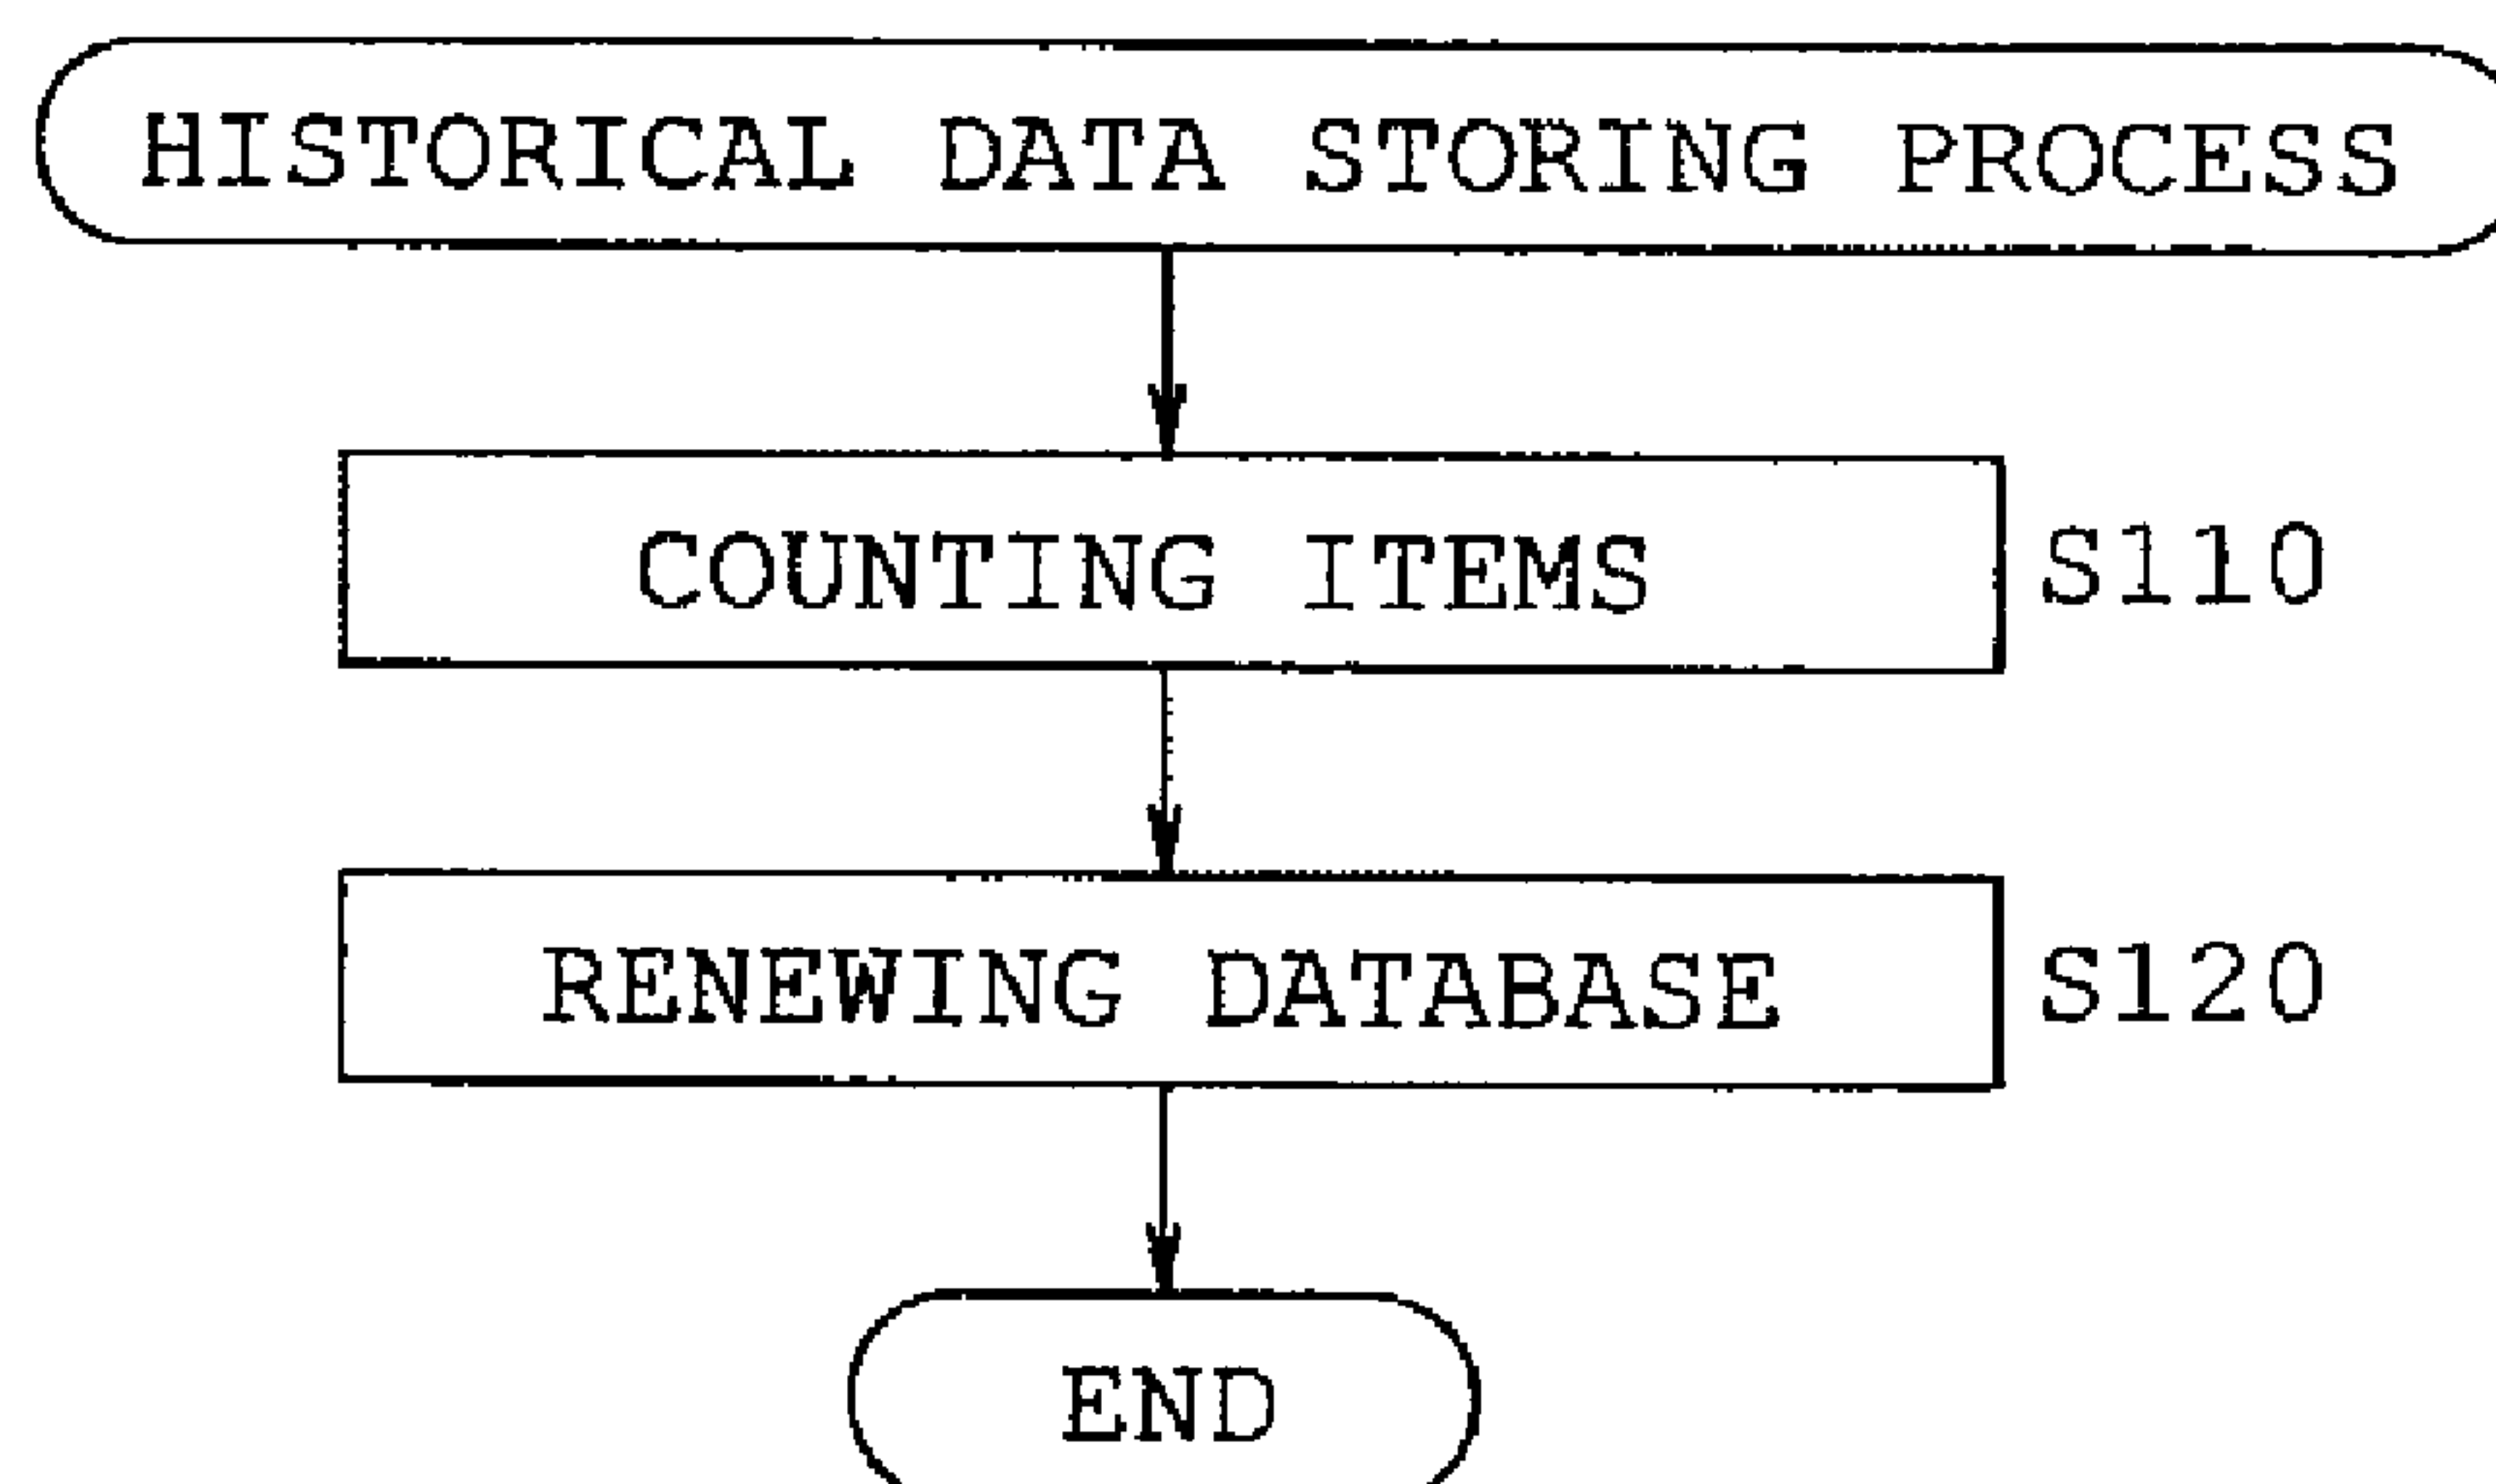 HISTORICAL DATA STORING PROCESS
COUNTING ITEMS S110
RENEWING DATABASE S120
END